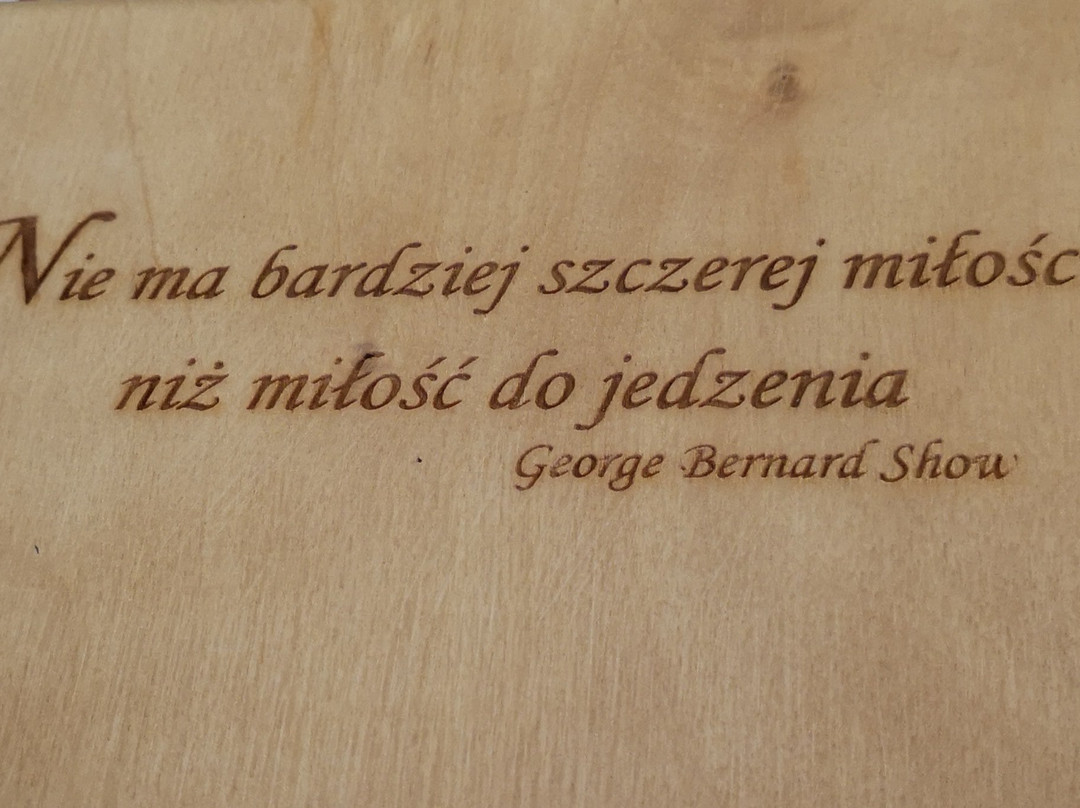 Nie ma bardziej szczerej miłośc
niż miłość do jedzenia
George Bernard Show